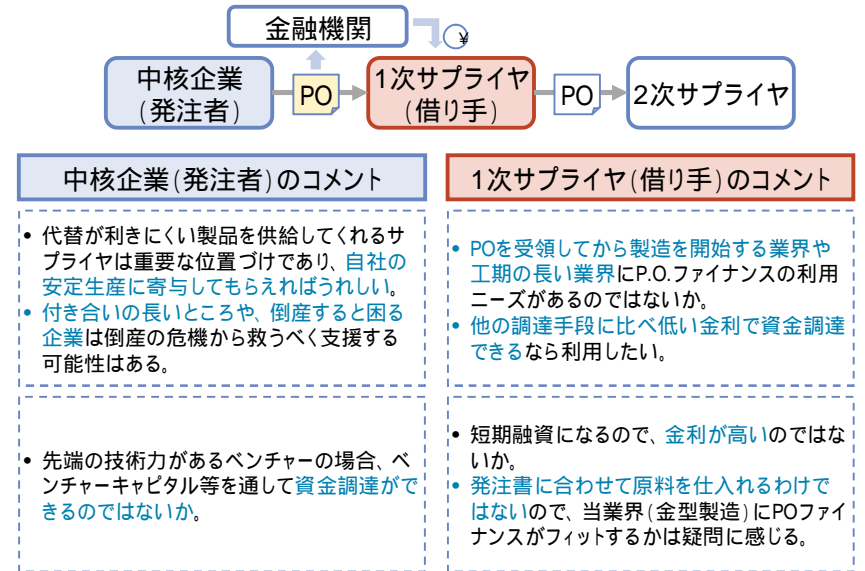 金融機関
¥
中核企業
(発注者)
PO
1次サプライヤ
(借り手)
PO
2次サプライヤ
中核企業(発注者)のコメント
• 代替が利きにくい製品を供給してくれるサ
プライヤは重要な位置づけであり、自社の
安定生産に寄与してもらえればうれしい。
• 付き合いの長いところや、倒産すると困る
企業は倒産の危機から救うべく支援する
可能性はある。
• 先端の技術力があるベンチャーの場合、ベ
ンチャーキャピタル等を通して資金調達がで
きるのではないか。
1次サプライヤ(借り手)のコメント
• POを受領してから製造を開始する業界や
工期の長い業界にP.O.ファイナンスの利用
ニーズがあるのではないか。
• 他の調達手段に比べ低い金利で資金調達
できるなら利用したい。
• 短期融資になるので、金利が高いのではな
いか。
• 発注書に合わせて原料を仕入れるわけで
はないので、当業界(金型製造)にPOファイ
ナンスがフィットするかは疑問に感じる。